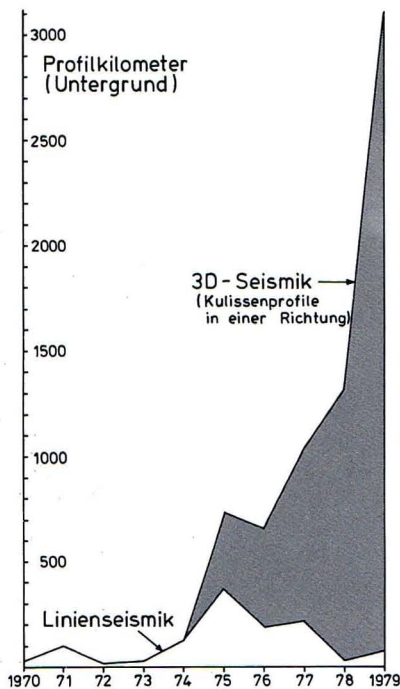 3000
Profilkilometer
(Untergrund)
2500
2000
3D-Seismik
(Kulissenprofile
in einer Richtung)
1500
1000
500
Linienseismik
1970 71 72 73 74 75 76 77 78 1979